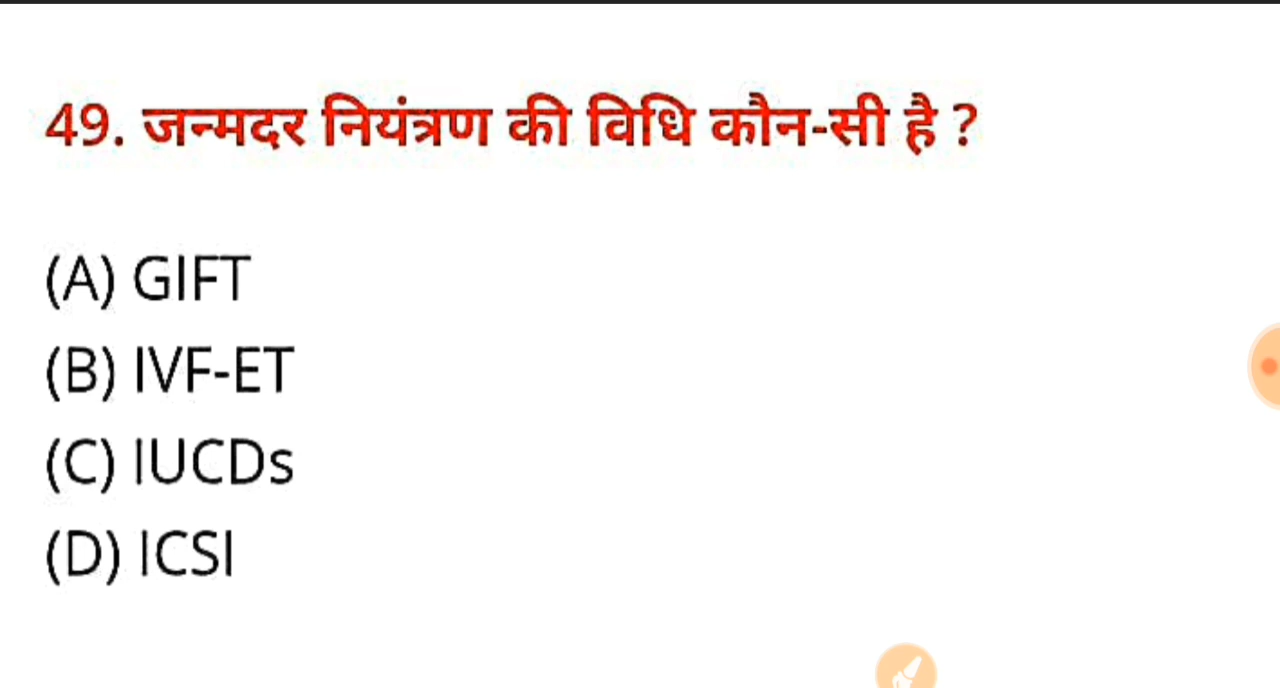 49. जन्मदर नियंत्रण की विधि कौन-सी है ?
(A) GIFT
(B) IVF-ET
(C) IUCDs
(D) ICSI